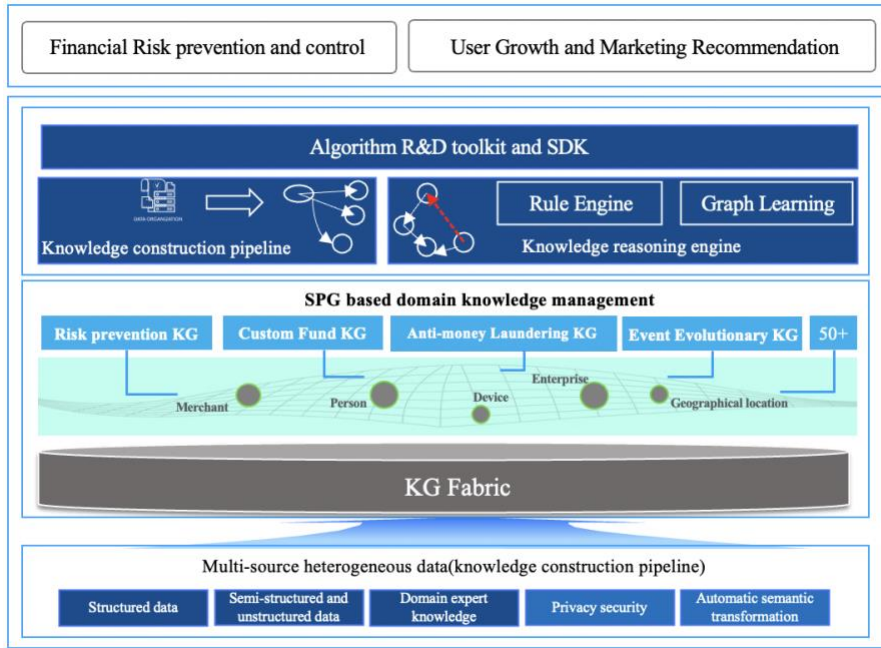 Financial Risk prevention and control
User Growth and Marketing Recommendation
Algorithm R&D toolkit and SDK
DATA ORGANIZATION
Knowledge construction pipeline
Rule Engine
Graph Learning
Knowledge reasoning engine
SPG based domain knowledge management
Risk prevention KG
Custom Fund KG
Anti-money Laundering KG
Event Evolutionary KG
50+
Merchant
Person
Device
Enterprise
Geographical location
KG Fabric
Multi-source heterogeneous data(knowledge construction pipeline)
Structured data
Semi-structured and
unstructured data
Domain expert
knowledge
Privacy security
Automatic semantic
transformation